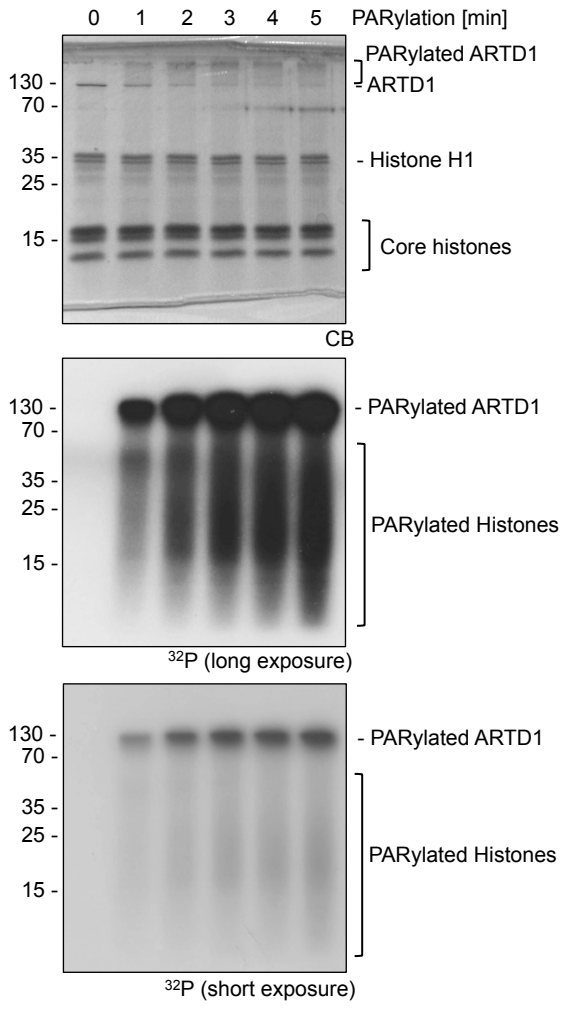 0 1 2 3 4 5 PARylation [min]
PARylated ARTD1
130 - - ARTD1
70 -
35 - - Histone H1
25 -
15 - Core histones
CB
130 - - PARylated ARTD1
70 -
35 -
25 - PARylated Histones
15 -
³²P (long exposure)
130 - - PARylated ARTD1
70 -
35 -
25 - PARylated Histones
15 -
³²P (short exposure)